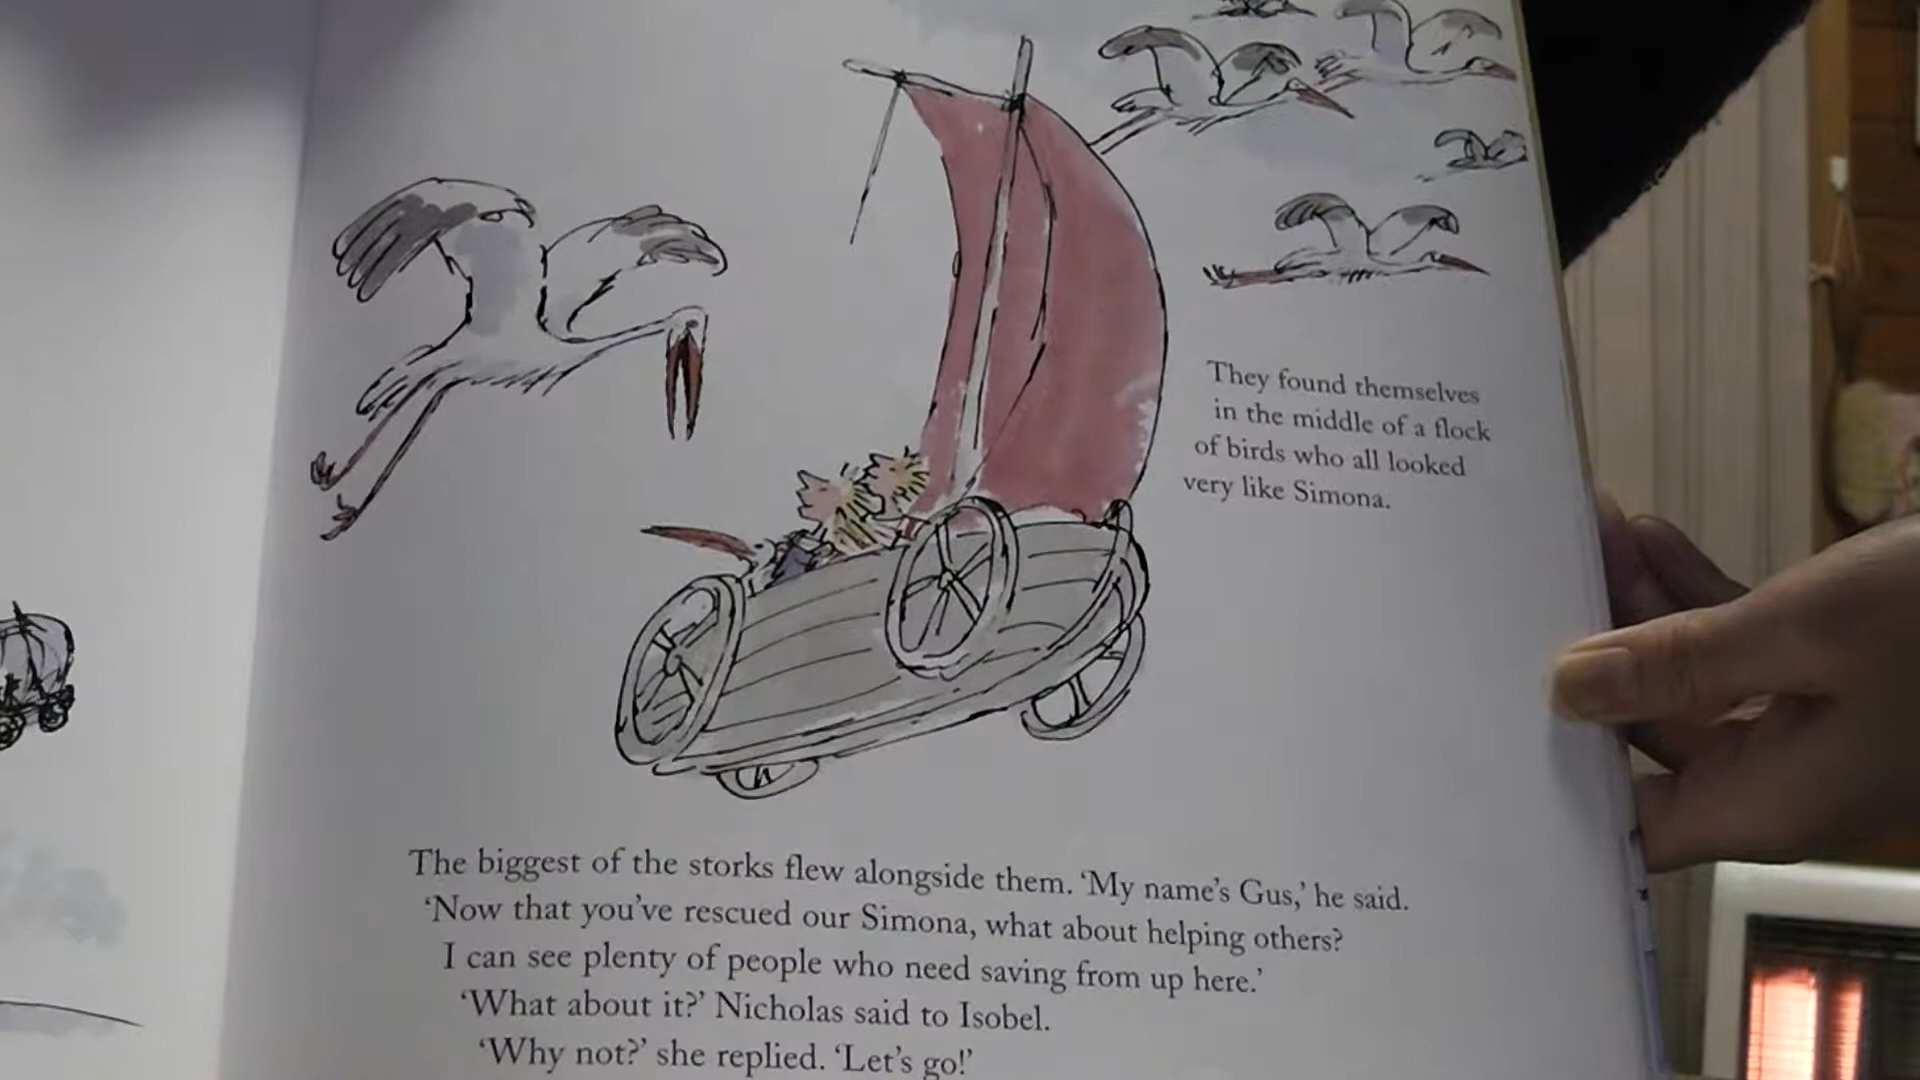 They found themselves
in the middle of a flock
of birds who all looked
very like Simona.
The biggest of the storks flew alongside them. ‘My name’s Gus,’ he said.
‘Now that you’ve rescued our Simona, what about helping others?
I can see plenty of people who need saving from up here.’
‘What about it?’ Nicholas said to Isobel.
‘Why not?’ she replied. ‘Let’s go!’